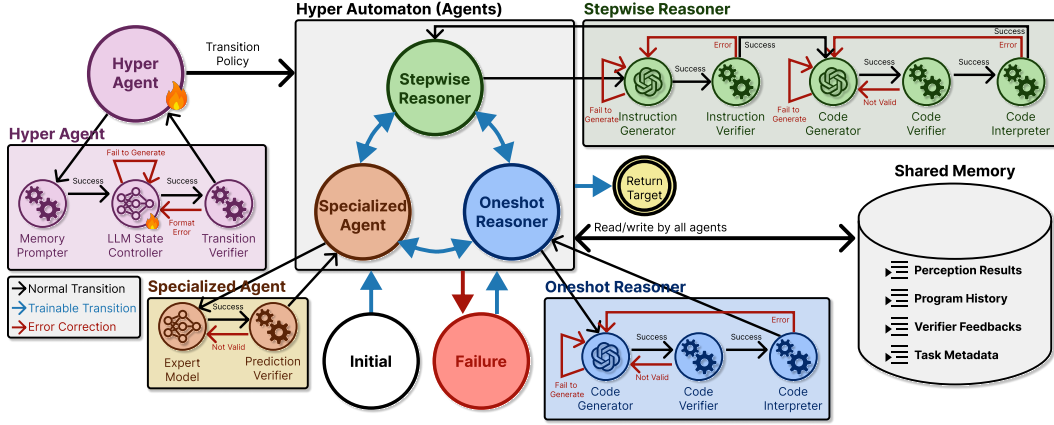 Hyper Automaton (Agents)
Stepwise Reasoner
Hyper
Agent
Transition
Policy
Stepwise
Reasoner
Success
Error
Success
Error
Success
Success
Success
Fail to
Generate
Fail to
Generate
Not Valid
Instruction
Generator
Instruction
Verifier
Code
Generator
Code
Verifier
Code
Interpreter
Hyper Agent
Fail to Generate
Success
Success
Format
Error
Memory
Prompter
LLM State
Controller
Transition
Verifier
Specialized
Agent
Oneshot
Reasoner
Return
Target
Shared Memory
Read/write by all agents
Perception Results
Program History
Verifier Feedbacks
Task Metadata
Normal Transition
Trainable Transition
Error Correction
Specialized Agent
Success
Not Valid
Expert
Model
Prediction
Verifier
Initial
Failure
Oneshot Reasoner
Error
Success
Success
Not Valid
Fail to
Generate
Code
Generator
Code
Verifier
Code
Interpreter